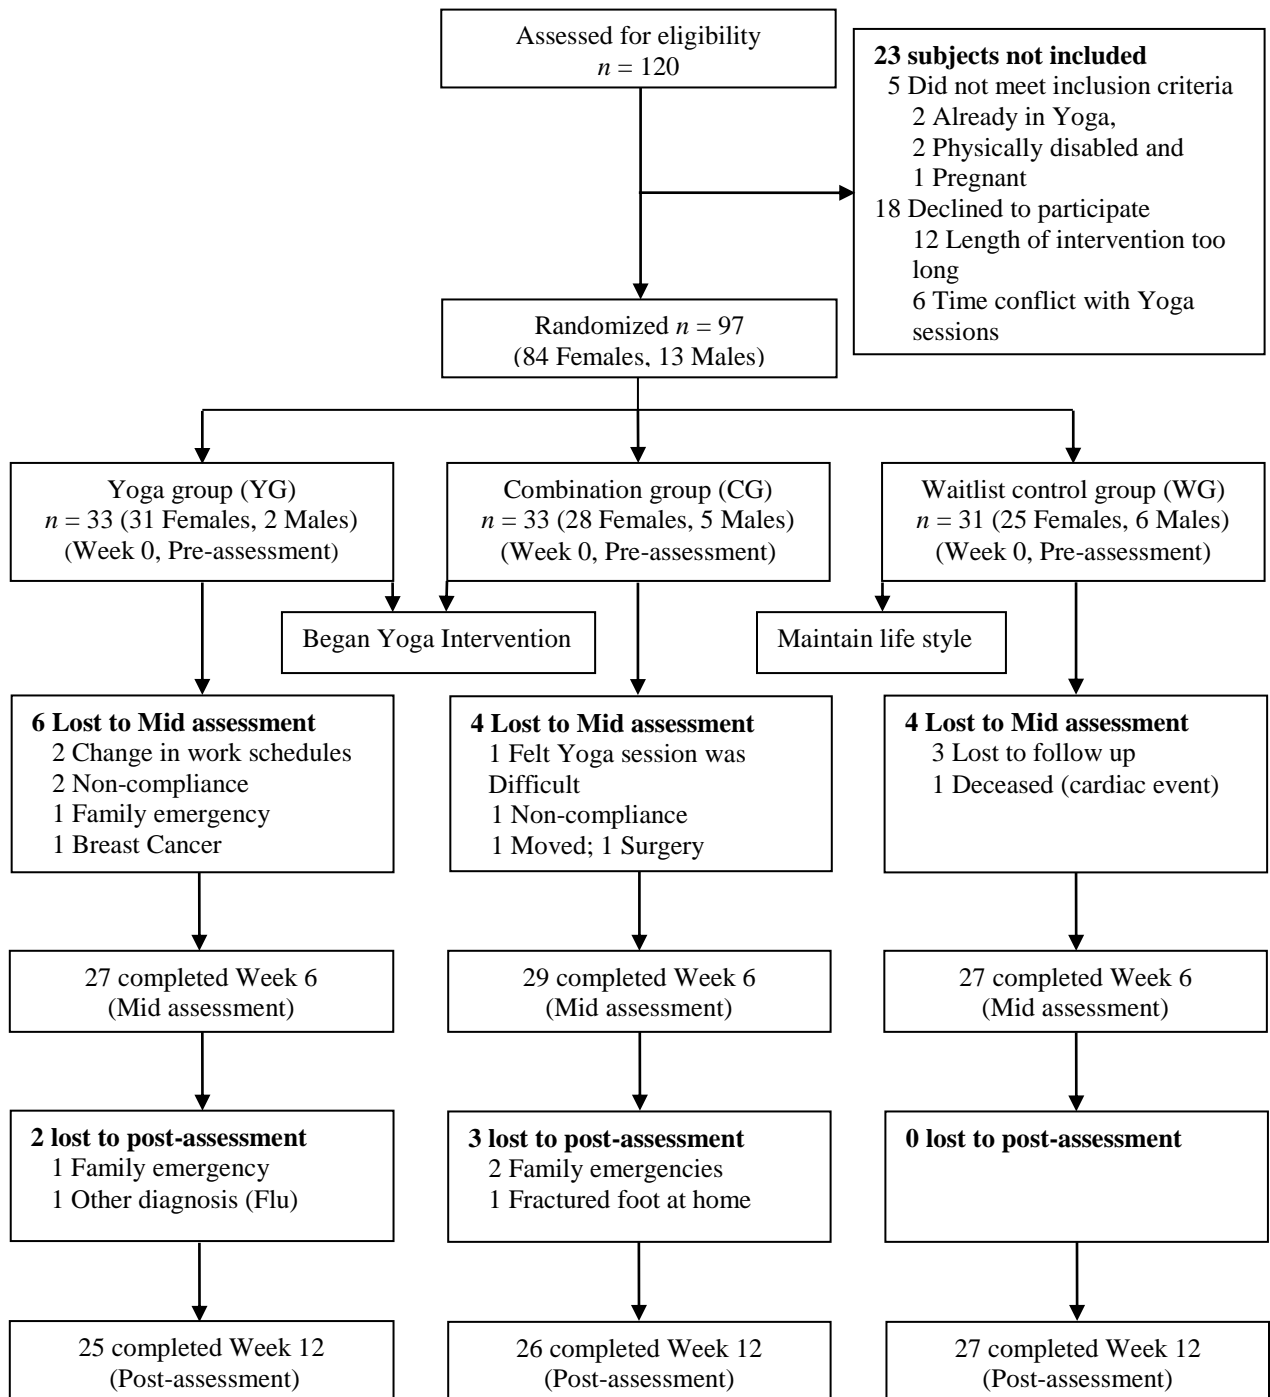 Assessed for eligibility
n = 120
23 subjects not included
5 Did not meet inclusion criteria
2 Already in Yoga,
2 Physically disabled and
1 Pregnant
18 Declined to participate
12 Length of intervention too
long
6 Time conflict with Yoga
sessions
Randomized n = 97
(84 Females, 13 Males)
Yoga group (YG)
n = 33 (31 Females, 2 Males)
(Week 0, Pre-assessment)
Combination group (CG)
n = 33 (28 Females, 5 Males)
(Week 0, Pre-assessment)
Waitlist control group (WG)
n = 31 (25 Females, 6 Males)
(Week 0, Pre-assessment)
Began Yoga Intervention
Maintain life style
6 Lost to Mid assessment
2 Change in work schedules
2 Non-compliance
1 Family emergency
1 Breast Cancer
4 Lost to Mid assessment
1 Felt Yoga session was
Difficult
1 Non-compliance
1 Moved; 1 Surgery
4 Lost to Mid assessment
3 Lost to follow up
1 Deceased (cardiac event)
27 completed Week 6
(Mid assessment)
29 completed Week 6
(Mid assessment)
27 completed Week 6
(Mid assessment)
2 lost to post-assessment
1 Family emergency
1 Other diagnosis (Flu)
3 lost to post-assessment
2 Family emergencies
1 Fractured foot at home
0 lost to post-assessment
25 completed Week 12
(Post-assessment)
26 completed Week 12
(Post-assessment)
27 completed Week 12
(Post-assessment)